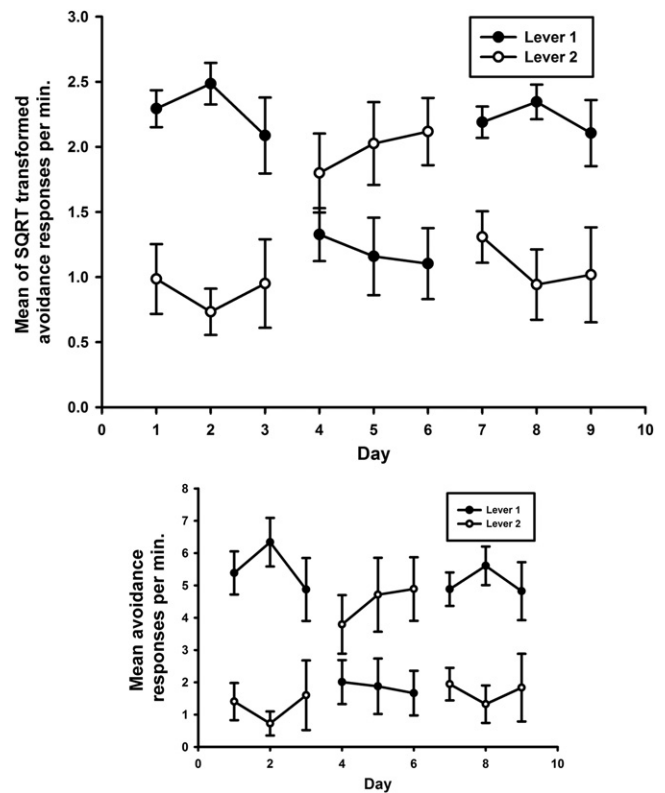 Mean of SQRT transformed
avoidance responses per min.
3.0
2.5
2.0
1.5
1.0
0.5
0.0
Lever 1
Lever 2
0 1 2 3 4 5 6 7 8 9 10
Day
Mean avoidance
responses per min.
8
7
6
5
4
3
2
1
0
Lever 1
Lever 2
0 2 4 6 8 10
Day